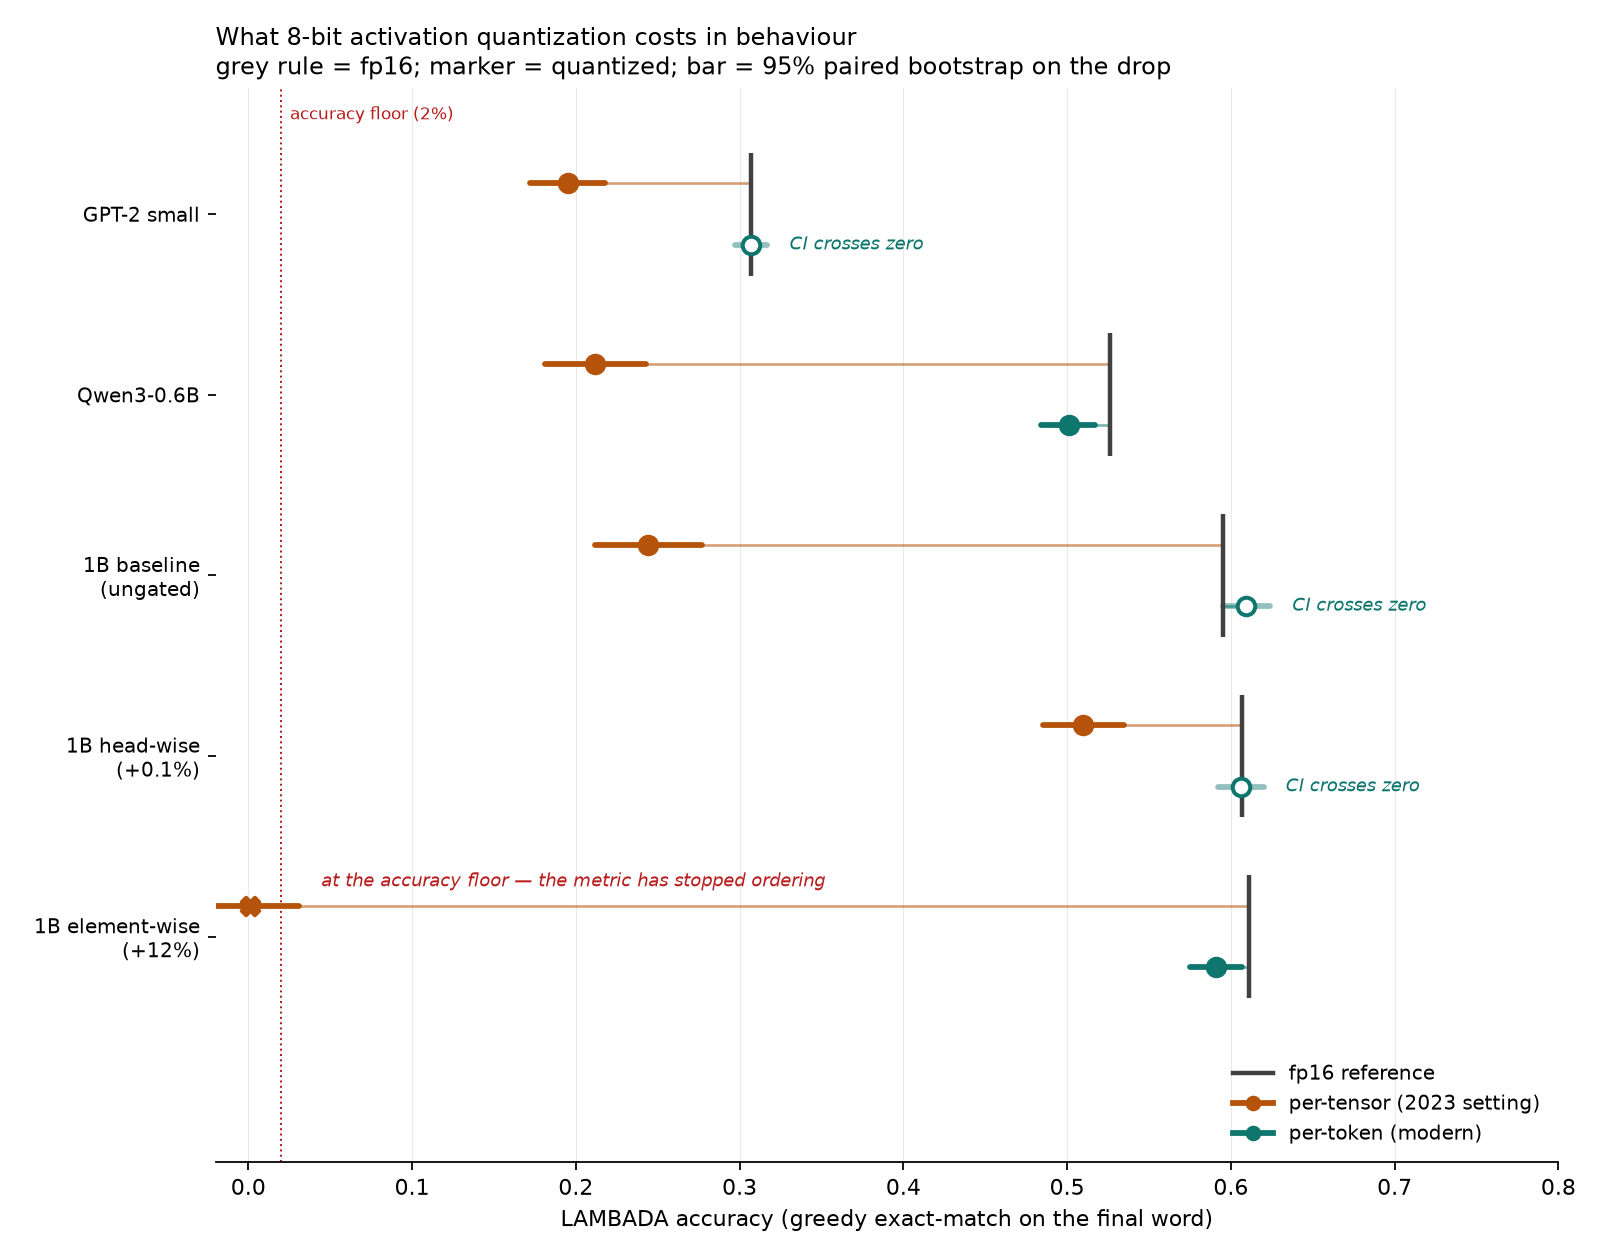 What 8-bit activation quantization costs in behaviour
grey rule = fp16; marker = quantized; bar = 95% paired bootstrap on the drop
accuracy floor (2%)
GPT-2 small
CI crosses zero
Qwen3-0.6B
1B baseline
(ungated)
CI crosses zero
1B head-wise
(+0.1%)
CI crosses zero
at the accuracy floor — the metric has stopped ordering
1B element-wise
(+12%)
fp16 reference
per-tensor (2023 setting)
per-token (modern)
0.0 0.1 0.2 0.3 0.4 0.5 0.6 0.7 0.8
LAMBADA accuracy (greedy exact-match on the final word)